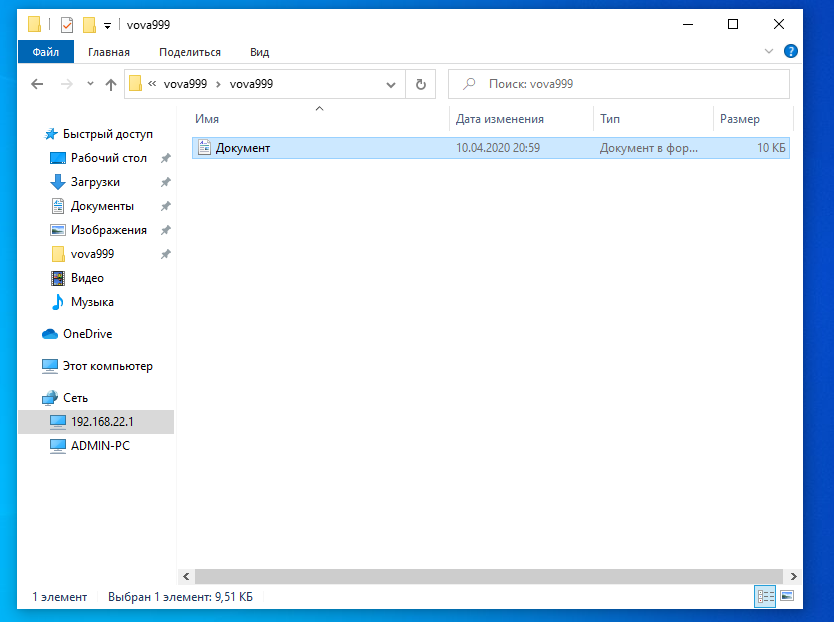 vova999
Файл Главная Поделиться Вид
« vova999 › vova999 Поиск: vova999
Имя Дата изменения Тип Размер
Документ 10.04.2020 20:59 Документ в фор... 10 КБ
Быстрый доступ
Рабочий стол
Загрузки
Документы
Изображения
vova999
Видео
Музыка
OneDrive
Этот компьютер
Сеть
192.168.22.1
ADMIN-PC
1 элемент Выбран 1 элемент: 9,51 КБ